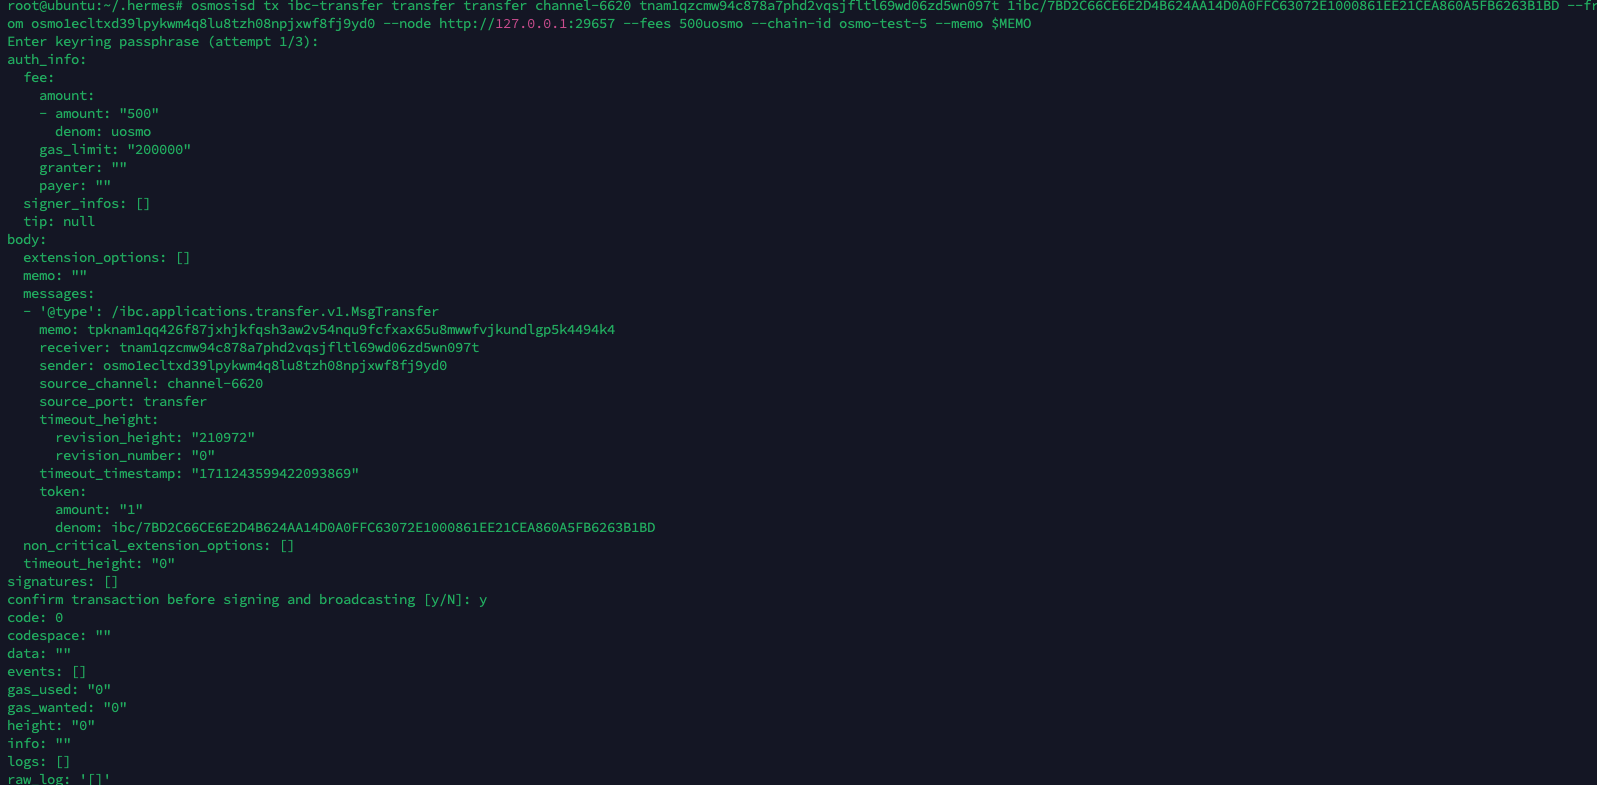 root@ubuntu:~/.hermes# osmosisd tx ibc-transfer transfer transfer channel-6620 tnam1qzcmw94c878a7phd2vqsjfltl69wd06zd5wn097t 1ibc/7BD2C66CE6E2D4B624AA14D0A0FFC63072E1000861EE21CEA860A5FB6263B1BD --fr
om osmo1ecltxd39lpykwm4q8lu8tzh08npjxwf8fj9yd0 --node http://127.0.0.1:29657 --fees 500uosmo --chain-id osmo-test-5 --memo $MEMO
Enter keyring passphrase (attempt 1/3):
auth_info:
  fee:
    amount:
    - amount: "500"
      denom: uosmo
    gas_limit: "200000"
    granter: ""
    payer: ""
  signer_infos: []
  tip: null
body:
  extension_options: []
  memo: ""
  messages:
  - '@type': /ibc.applications.transfer.v1.MsgTransfer
    memo: tpknam1qq426f87jxhjkfqsh3aw2v54nqu9fcfxax65u8mwwfvjkundlgp5k4494k4
    receiver: tnam1qzcmw94c878a7phd2vqsjfltl69wd06zd5wn097t
    sender: osmo1ecltxd39lpykwm4q8lu8tzh08npjxwf8fj9yd0
    source_channel: channel-6620
    source_port: transfer
    timeout_height:
      revision_height: "210972"
      revision_number: "0"
    timeout_timestamp: "1711243599422093869"
    token:
      amount: "1"
      denom: ibc/7BD2C66CE6E2D4B624AA14D0A0FFC63072E1000861EE21CEA860A5FB6263B1BD
  non_critical_extension_options: []
  timeout_height: "0"
signatures: []
confirm transaction before signing and broadcasting [y/N]: y
code: 0
codespace: ""
data: ""
events: []
gas_used: "0"
gas_wanted: "0"
height: "0"
info: ""
logs: []
raw_log: '[]'